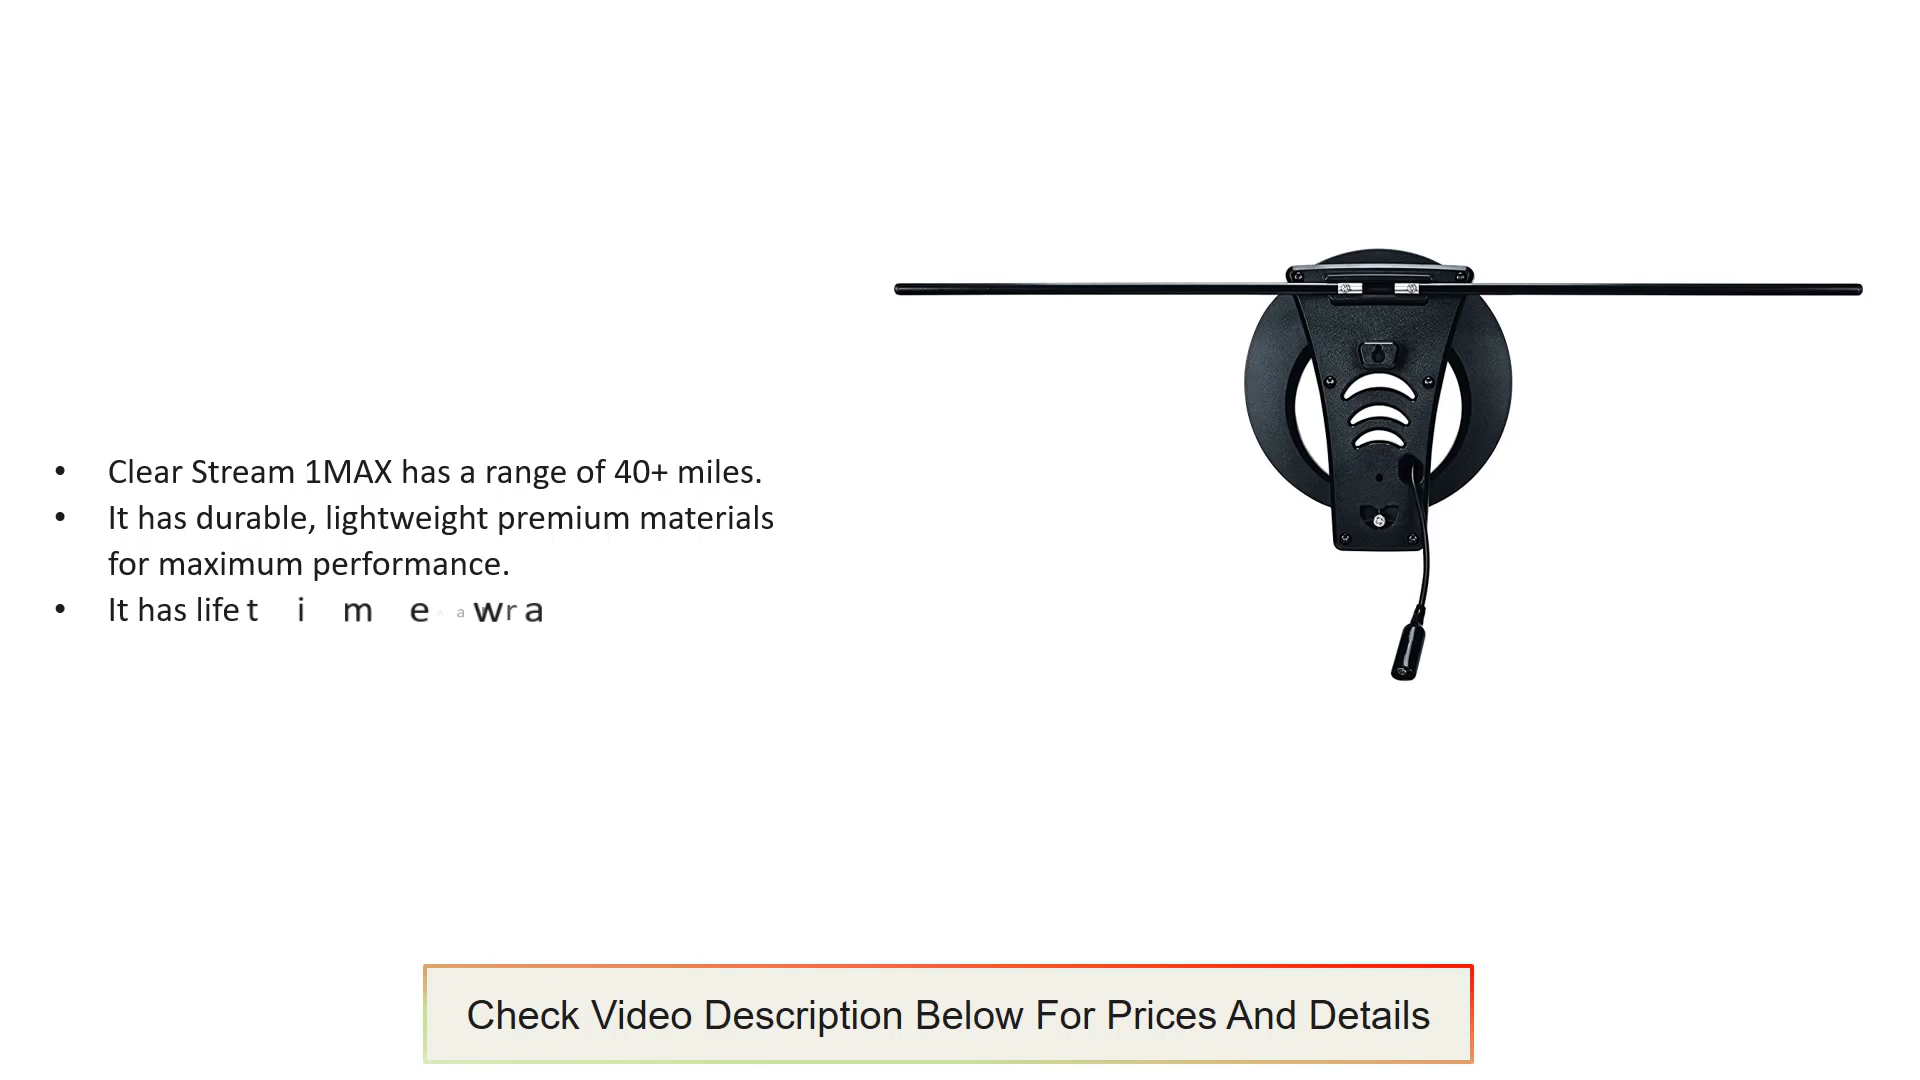 • Clear Stream 1MAX has a range of 40+ miles.
• It has durable, lightweight premium materials
for maximum performance.
• It has lifetime
Check Video Description Below For Prices And Details